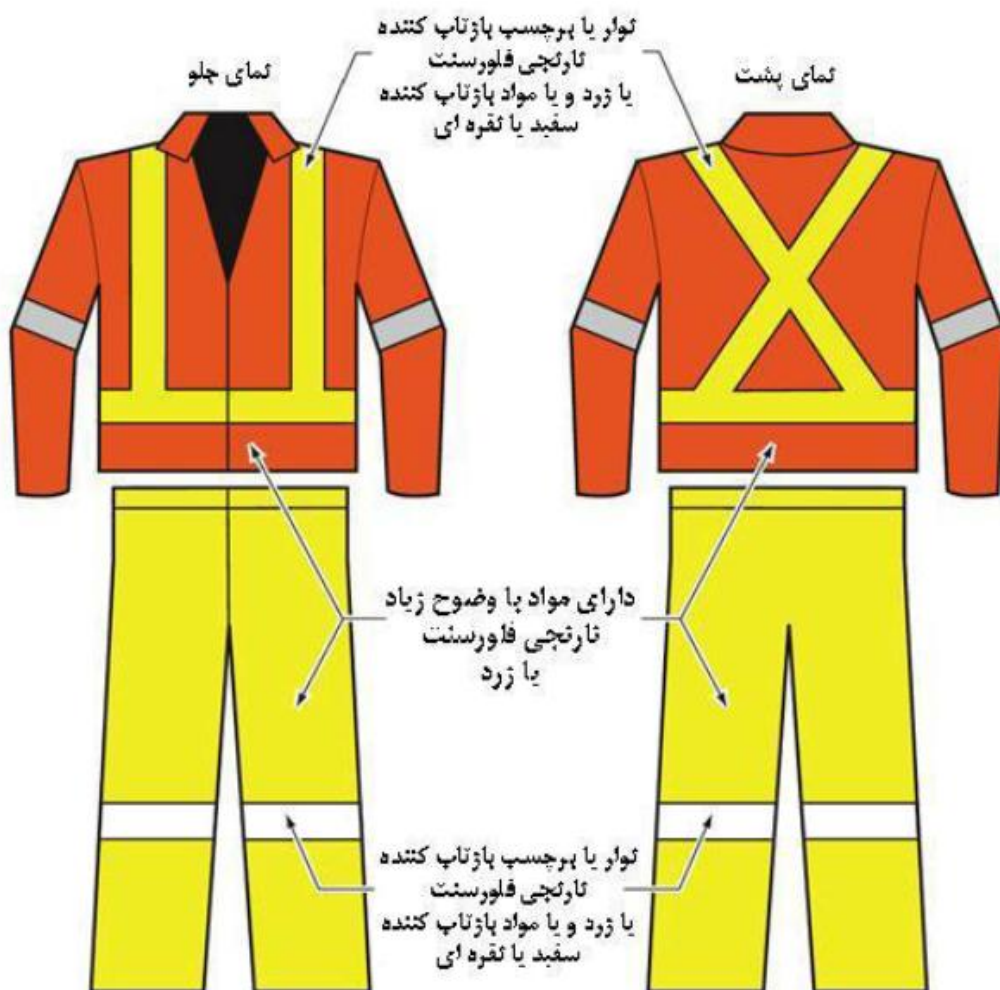 نمای جلو
نوار یا برچسب بازتاب کننده
نارنجی فلورسنت
یا زرد و یا مواد بازتاب کننده
سفید یا نقره ای
نمای پشت
دارای مواد با وضوح زیاد
نارنجی فلورسنت
یا زرد
نوار یا برچسب بازتاب کننده
نارنجی فلورسنت
یا زرد و یا مواد بازتاب کننده
سفید یا نقره ای